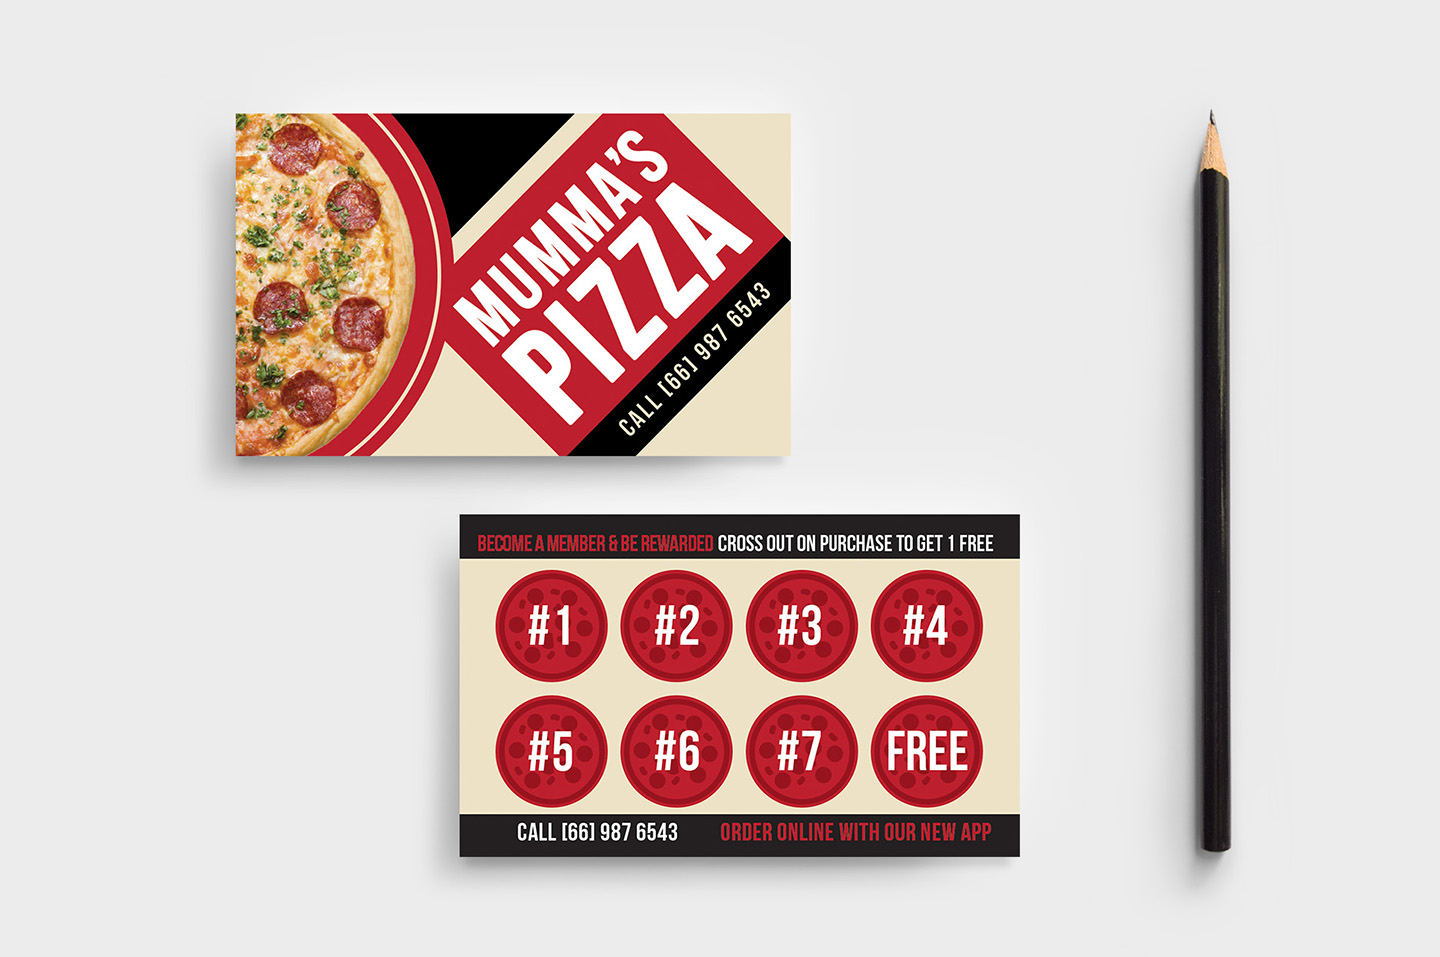 MUMMA'S
PIZZA
CALL [66] 987 6543
BECOME A MEMBER & BE REWARDED CROSS OUT ON PURCHASE TO GET 1 FREE
#1 #2 #3 #4
#5 #6 #7 FREE
CALL [66] 987 6543 ORDER ONLINE WITH OUR NEW APP